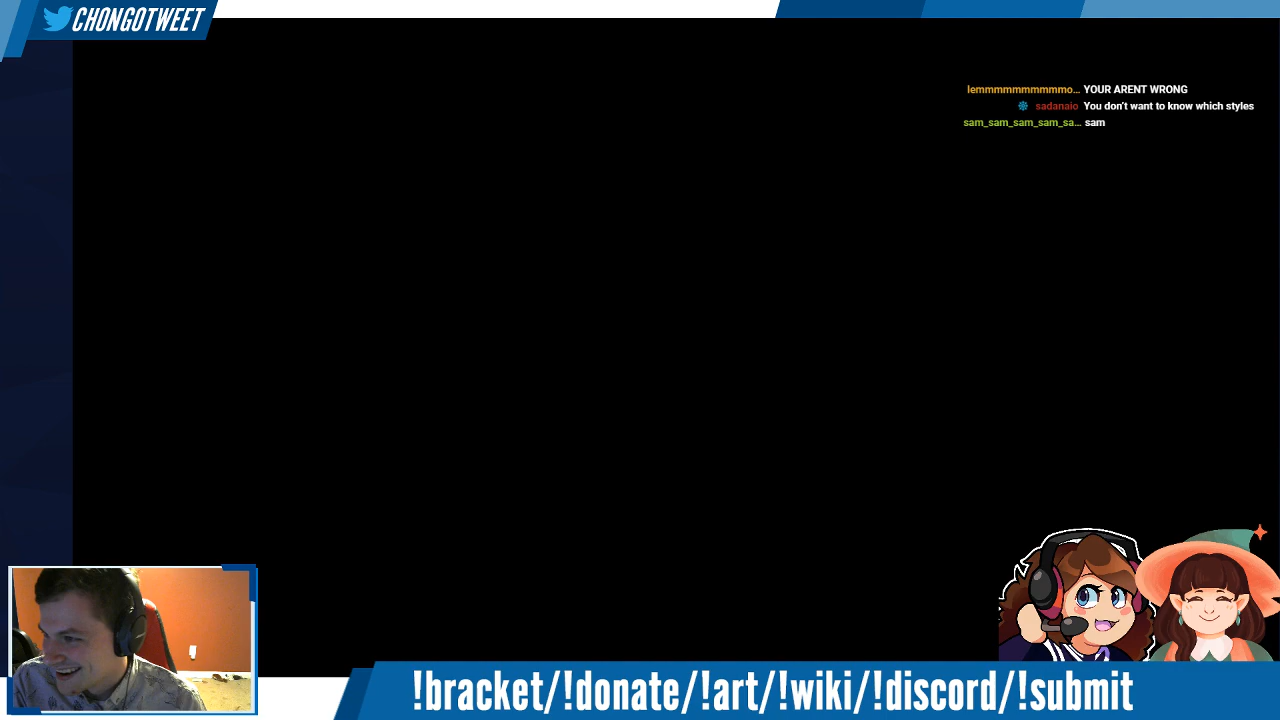 CHONGOTWEET
lemmmmmmmmmmo... YOUR ARENT WRONG
sadanaio You don't want to know which styles
sam_sam_sam_sam_sa... sam
!bracket/!donate/!art/!wiki/!discord/!submit